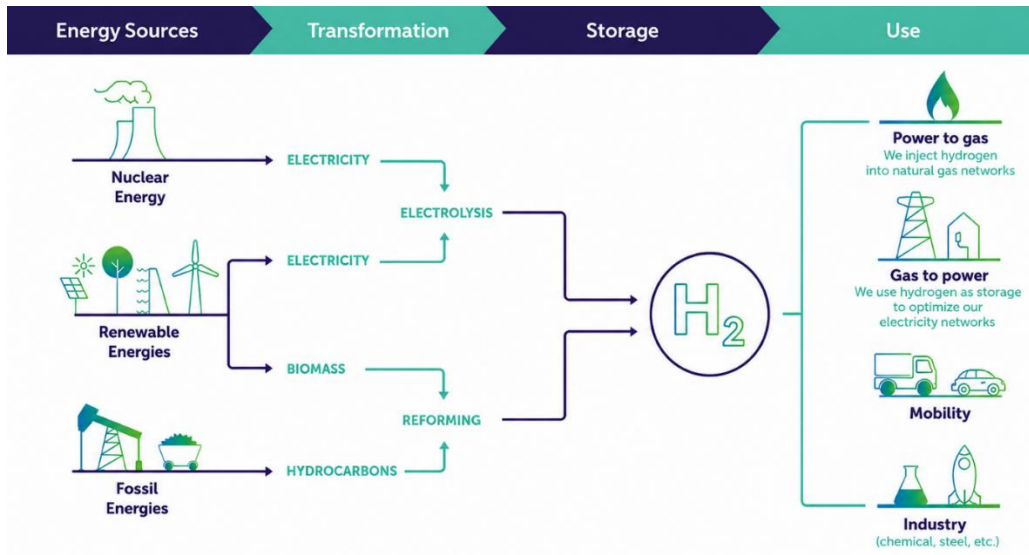 Energy Sources
Transformation
Storage
Use
Nuclear
Energy
ELECTRICITY
ELECTROLYSIS
ELECTRICITY
Renewable
Energies
BIOMASS
REFORMING
HYDROCARBONS
Fossil
Energies
H2
Power to gas
We inject hydrogen
into natural gas networks
Gas to power
We use hydrogen as storage
to optimize our
electricity networks
Mobility
Industry
(chemical, steel, etc.)